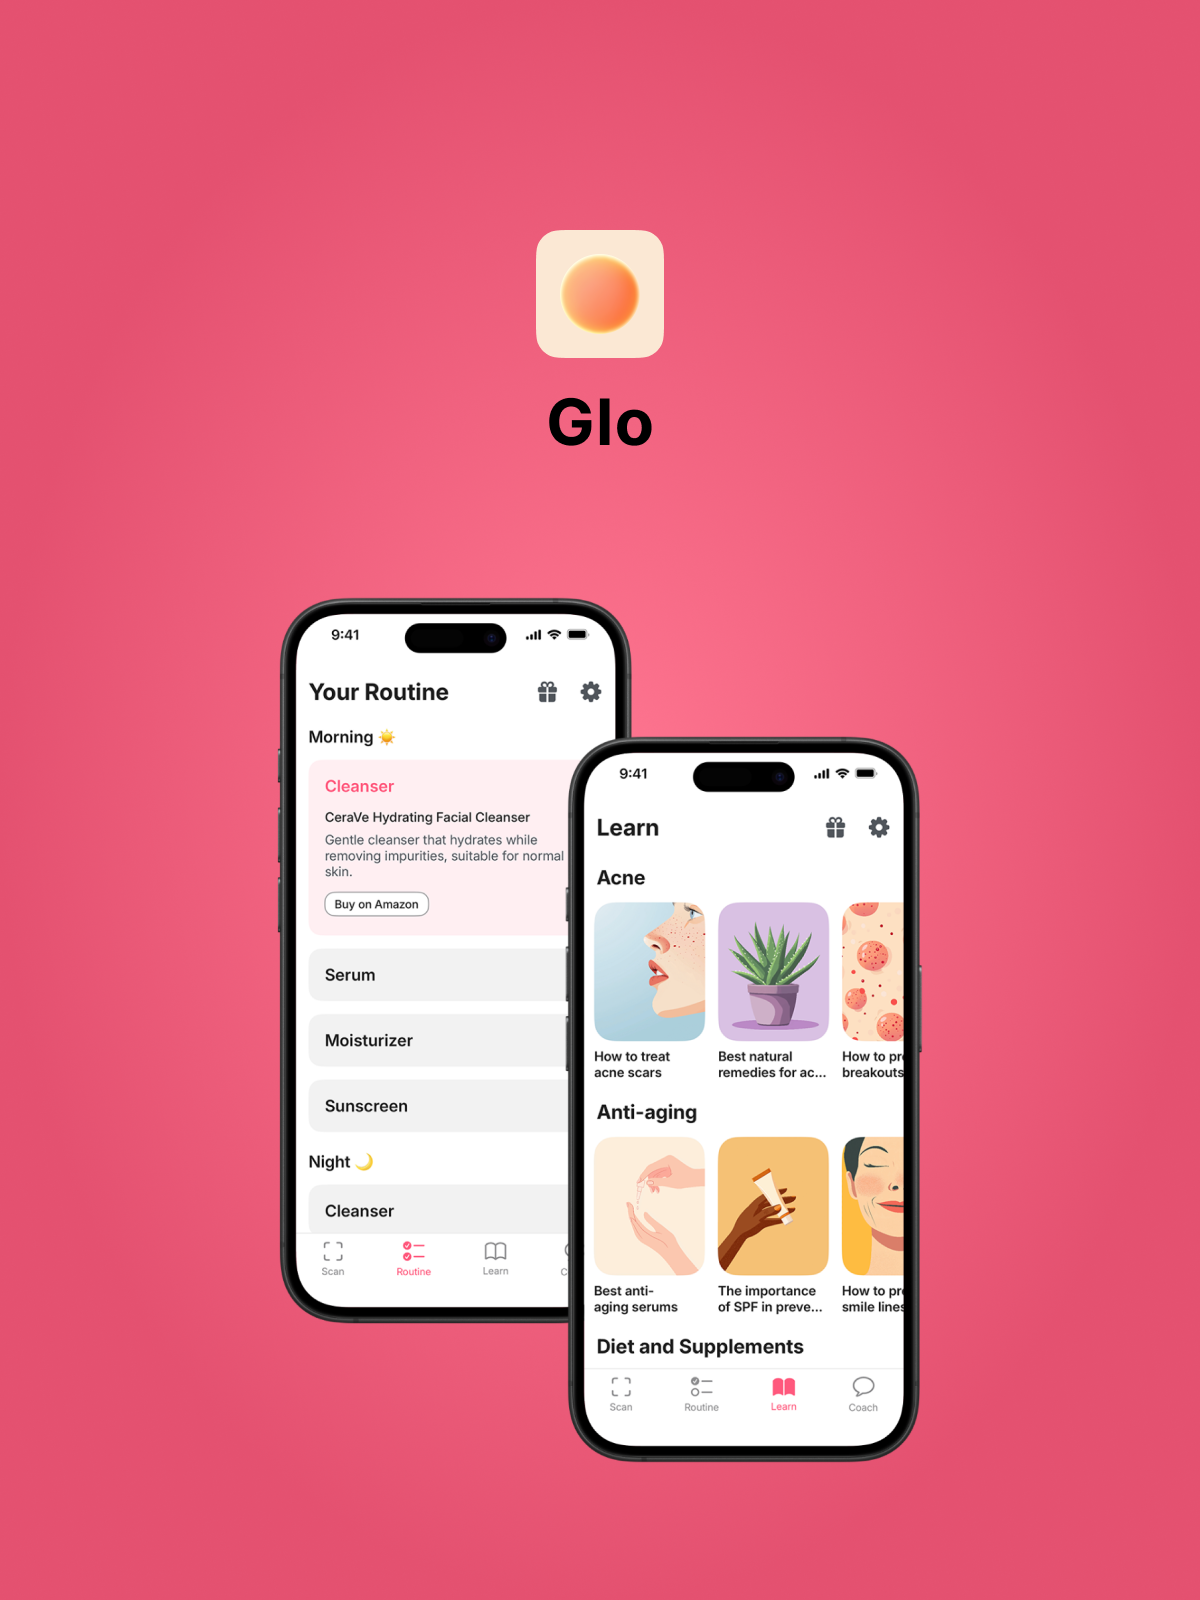 Glo
9:41
Your Routine
Morning
Cleanser
CeraVe Hydrating Facial Cleanser
Gentle cleanser that hydrates while
removing impurities, suitable for normal
skin.
Buy on Amazon
Serum
Moisturizer
Sunscreen
Night
Cleanser
Scan
Routine
Learn
C
9:41
Learn
Acne
How to treat
acne scars
Best natural
remedies for ac...
How to pr
breakouts
Anti-aging
Best anti-
aging serums
The importance
of SPF in preve...
How to pr
smile lines
Diet and Supplements
Scan
Routine
Learn
Coach